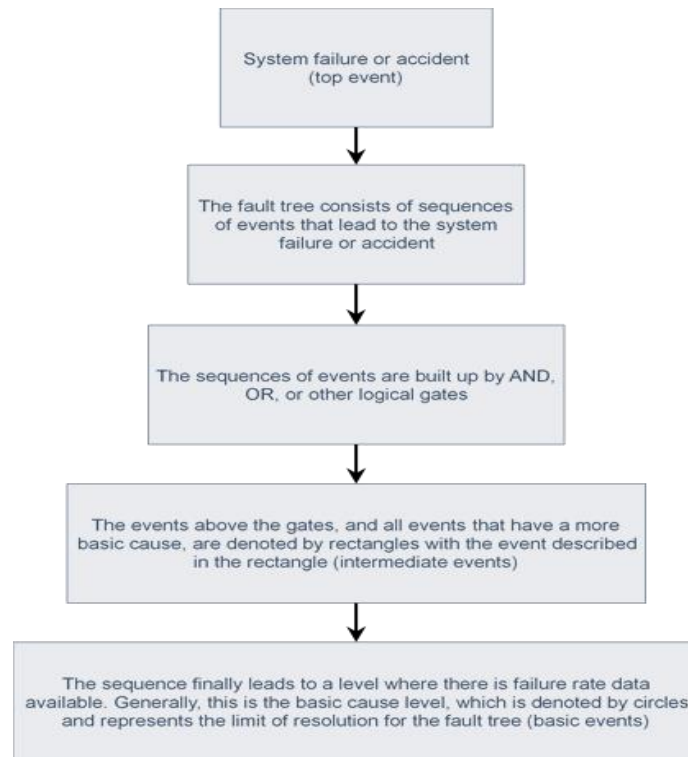 System failure or accident
(top event)
The fault tree consists of sequences
of events that lead to the system
failure or accident
The sequences of events are built up by AND,
OR, or other logical gates
The events above the gates, and all events that have a more
basic cause, are denoted by rectangles with the event described
in the rectangle (intermediate events)
The sequence finally leads to a level where there is failure rate data
available. Generally, this is the basic cause level, which is denoted by circles
and represents the limit of resolution for the fault tree (basic events)